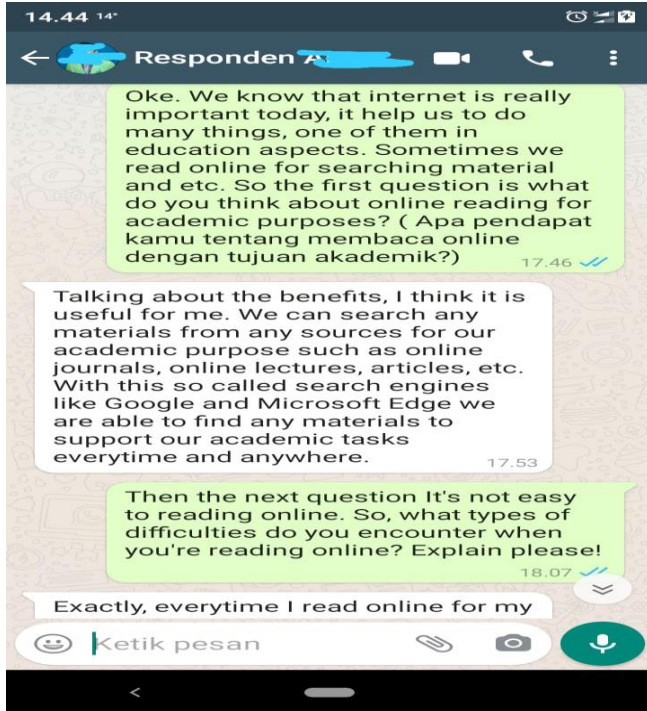 14.44 14°
Responden A
Oke. We know that internet is really
important today, it help us to do
many things, one of them in
education aspects. Sometimes we
read online for searching material
and etc. So the first question is what
do you think about online reading for
academic purposes? ( Apa pendapat
kamu tentang membaca online
dengan tujuan akademik?)
17.46
Talking about the benefits, I think it is
useful for me. We can search any
materials from any sources for our
academic purpose such as online
journals, online lectures, articles, etc.
With this so called search engines
like Google and Microsoft Edge we
are able to find any materials to
support our academic tasks
everytime and anywhere.
17.53
Then the next question It's not easy
to reading online. So, what types of
difficulties do you encounter when
you're reading online? Explain please!
18.07
Exactly, everytime I read online for my
Ketik pesan